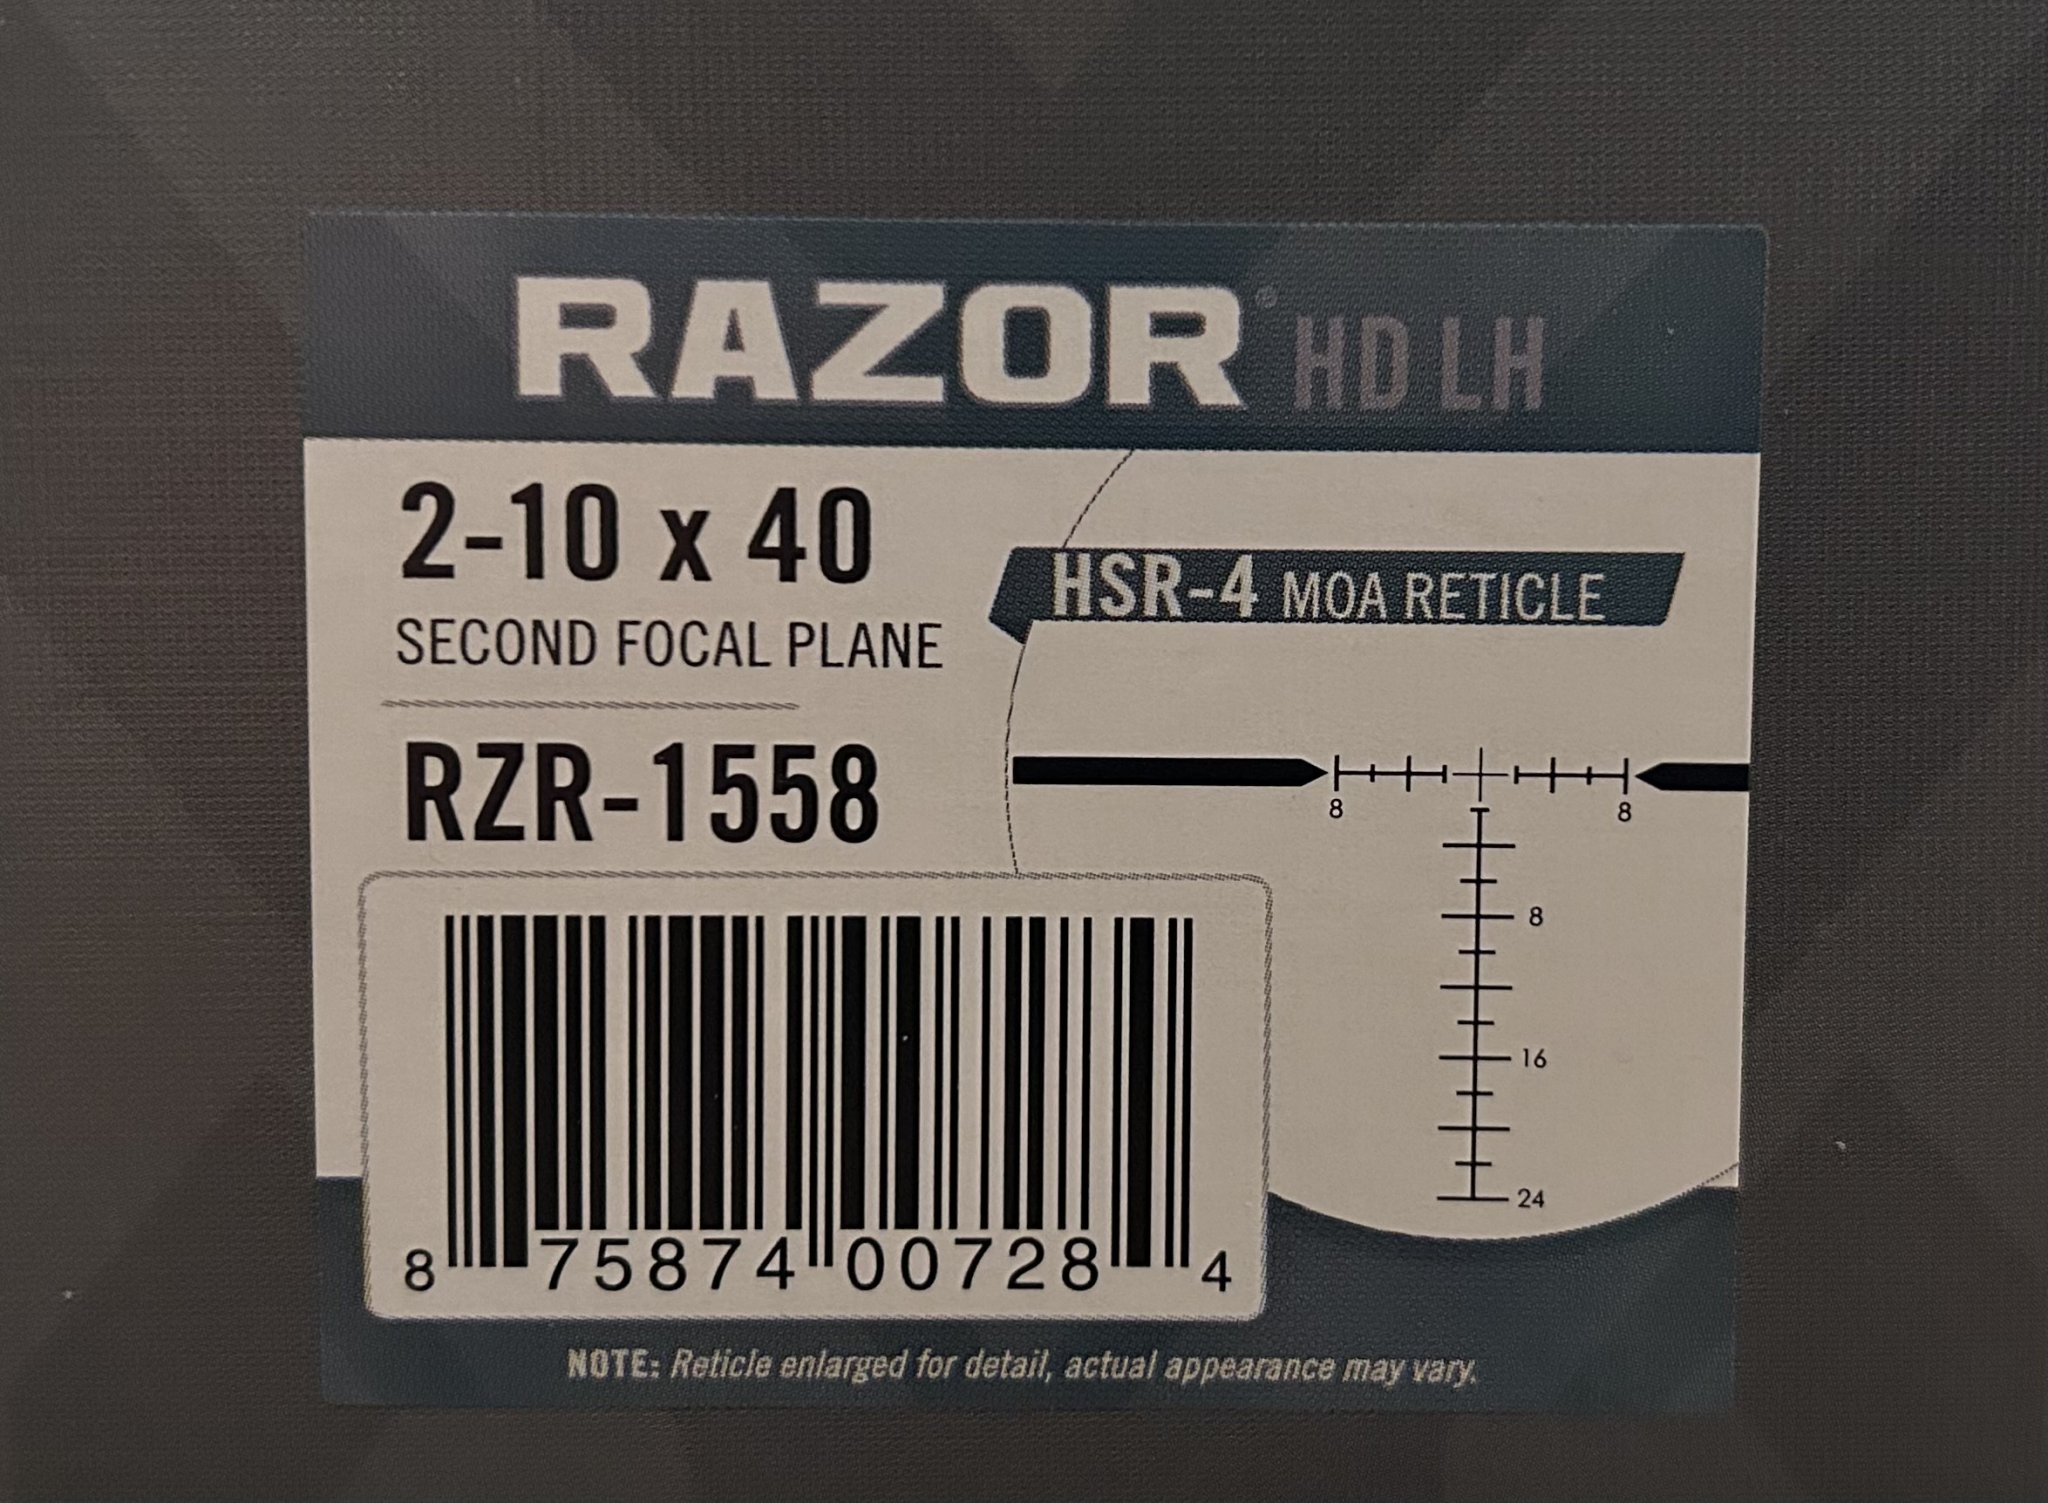 RAZOR® HD LH
2-10 x 40
SECOND FOCAL PLANE
HSR-4 MOA RETICLE
RZR-1558
8 8
8
16
24
8 75874 00728 4
NOTE: Reticle enlarged for detail, actual appearance may vary.